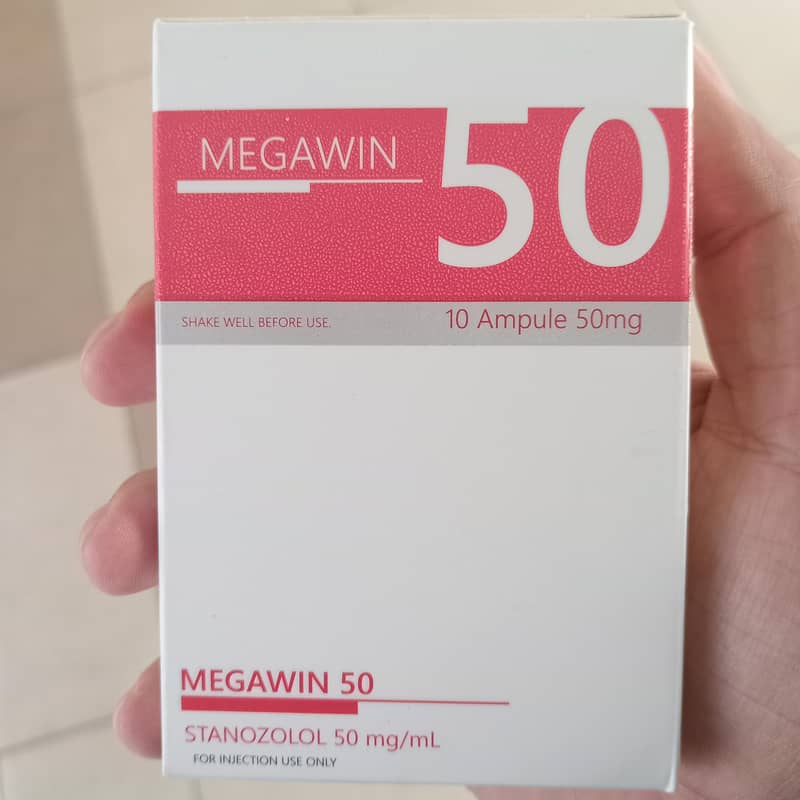 MEGAWIN 50
SHAKE WELL BEFORE USE. 10 Ampule 50mg
MEGAWIN 50
STANOZOLOL 50 mg/mL
FOR INJECTION USE ONLY